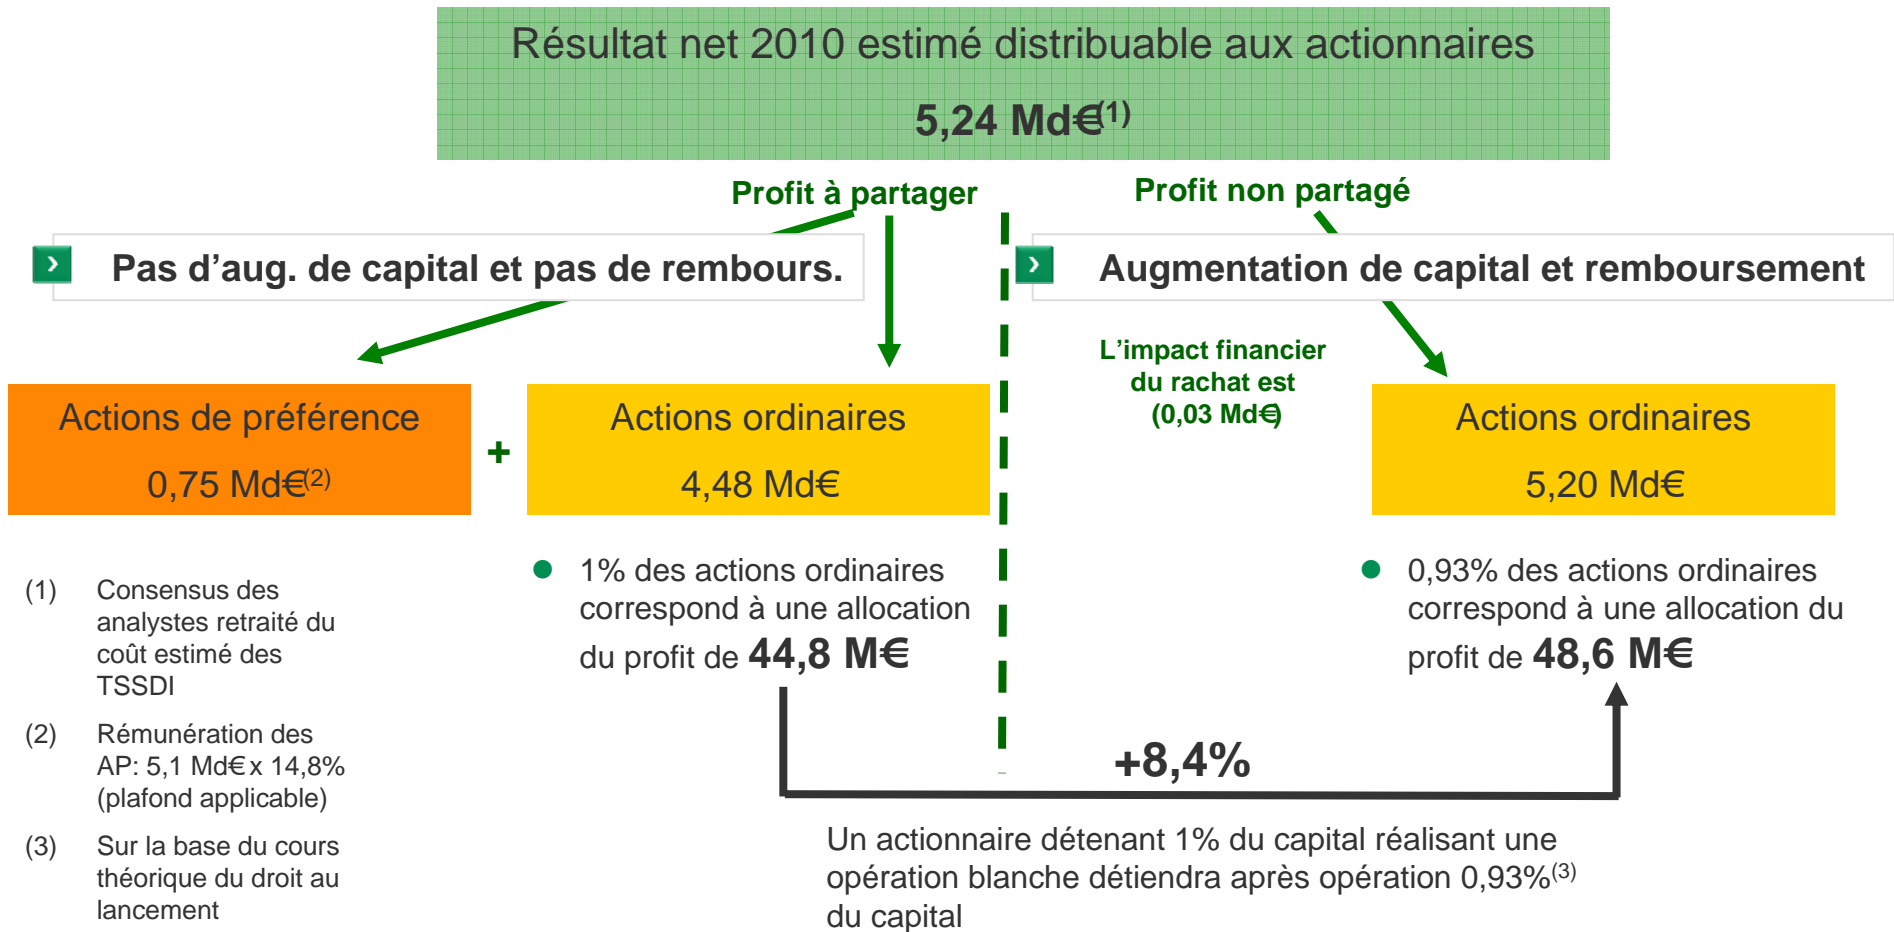 Résultat net 2010 estimé distribuable aux actionnaires
5,24 Md€(1)
Profit à partager
Profit non partagé
Pas d'aug. de capital et pas de rembours.
Augmentation de capital et remboursement
L'impact financier
du rachat est
(0,03 Md€)
Actions de préférence
0,75 Md€(2)
+
Actions ordinaires
4,48 Md€
Actions ordinaires
5,20 Md€
1% des actions ordinaires
correspond à une allocation
du profit de 44,8 M€
0,93% des actions ordinaires
correspond à une allocation du
profit de 48,6 M€
+8,4%
Un actionnaire détenant 1% du capital réalisant une
opération blanche détiendra après opération 0,93%(3)
du capital
(1) Consensus des
analystes retraité du
coût estimé des
TSSDI
(2) Rémunération des
AP: 5,1 Md€ x 14,8%
(plafond applicable)
(3) Sur la base du cours
théorique du droit au
lancement